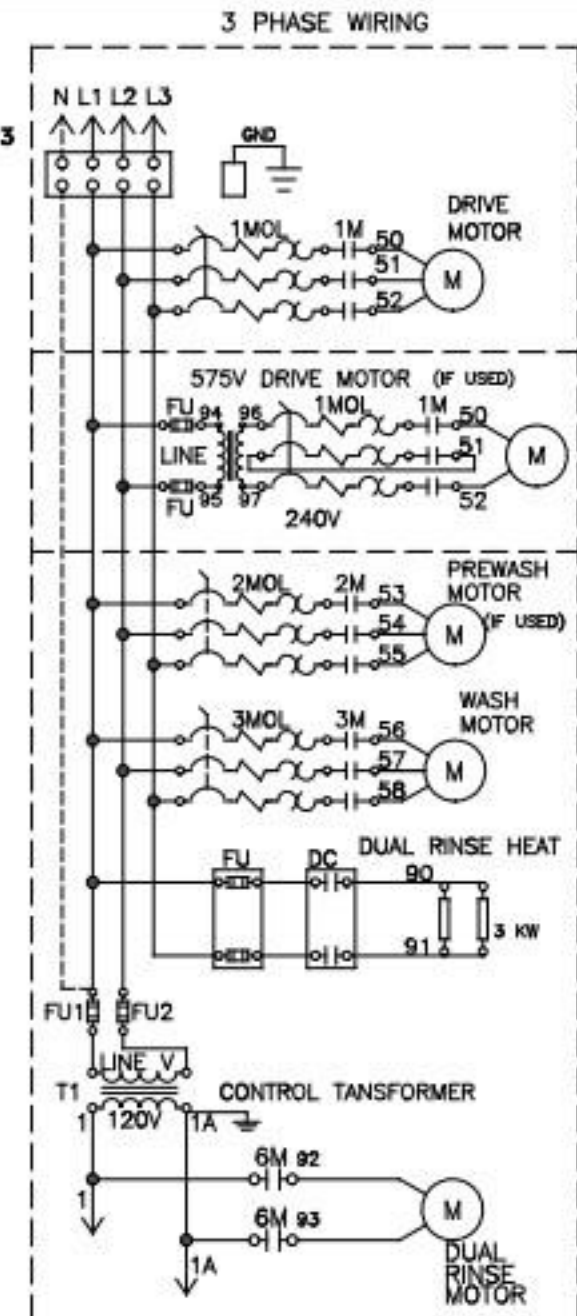 3 PHASE WIRING
N L1 L2 L3
3
GND
DRIVE
MOTOR
1MOL 1M 50
51
52
M
575V DRIVE MOTOR (IF USED)
FU 94 96 1MOL 1M 50
LINE 51
M
FU 95 97 52
240V
PREWASH
MOTOR
(IF USED)
2MOL 2M 53
54
55
M
WASH
MOTOR
3MOL 3M 56
57
58
M
DUAL RINSE HEAT
FU DC 90
91 3 KW
FU1 FU2
LINE V
T1 CONTROL TANSFORMER
1 120V 1A
6M 92
1
M
6M 93
1A
DUAL
RINSE
MOTOR